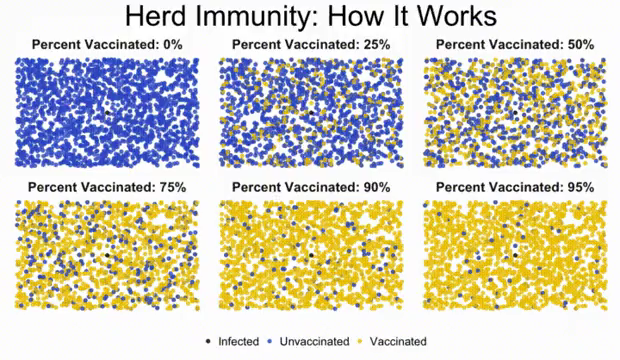 Herd Immunity: How It Works
Percent Vaccinated: 0%
Percent Vaccinated: 25%
Percent Vaccinated: 50%
Percent Vaccinated: 75%
Percent Vaccinated: 90%
Percent Vaccinated: 95%
Infected
Unvaccinated
Vaccinated